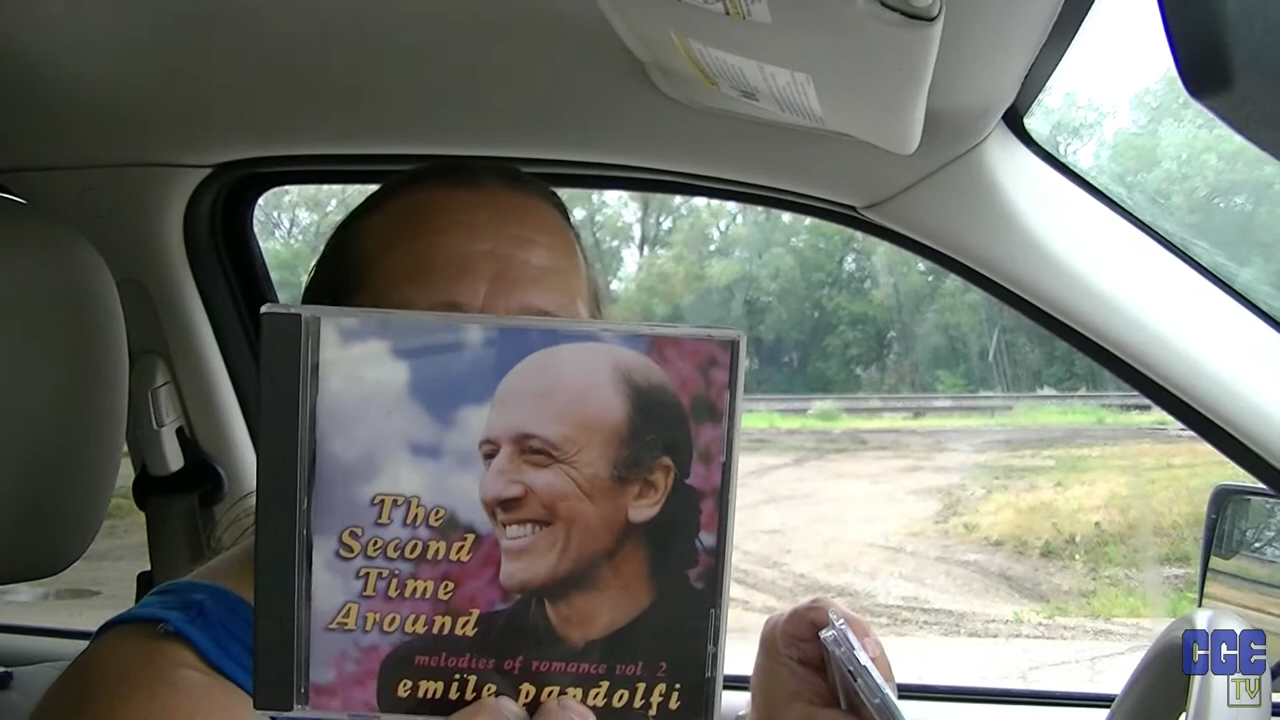 The
Second
Time
Around
melodies of romance vol. 2
emile pandolfi
CGE
TV